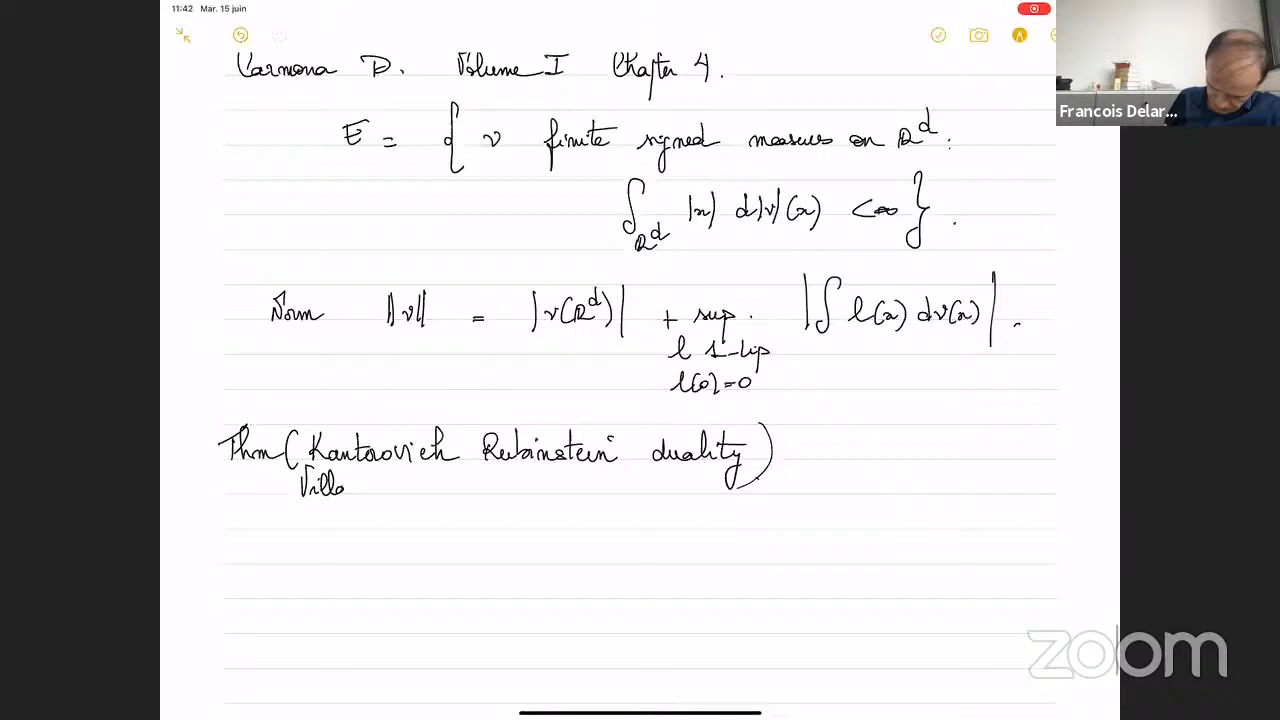 11:42 Mar. 15 juin
Carmona D. Volume I Chapter 4.
E = { ν finite signed measures on ℝ^d :
∫_{ℝ^d} |x| d|ν|(x) < ∞ } .
Norm ||ν|| = |ν(ℝ^d)| + sup. | ∫ l(x) dν(x) | .
l 1-Lip
l(0)=0
Thm (Kantorovich Rubinstein duality)
Villa
Francois Delar...
zoom